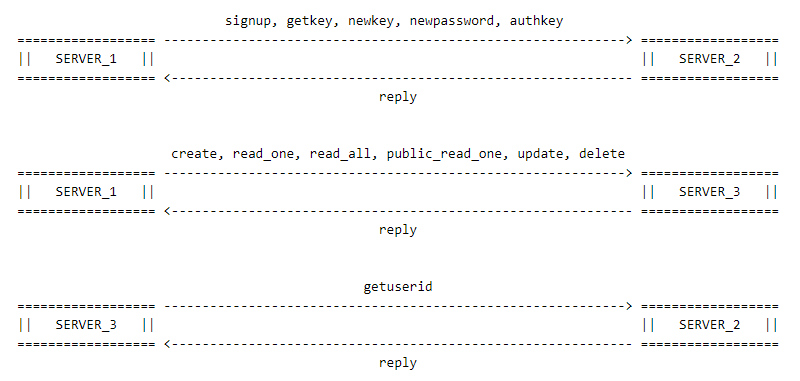 signup, getkey, newkey, newpassword, authkey
================== ------------------------------------------------------------> ==================
||   SERVER_1   || ||   SERVER_2   ||
================== <------------------------------------------------------------ ==================
reply
create, read_one, read_all, public_read_one, update, delete
================== ------------------------------------------------------------> ==================
||   SERVER_1   || ||   SERVER_3   ||
================== <------------------------------------------------------------ ==================
reply
getuserid
================== ------------------------------------------------------------> ==================
||   SERVER_3   || ||   SERVER_2   ||
================== <------------------------------------------------------------ ==================
reply